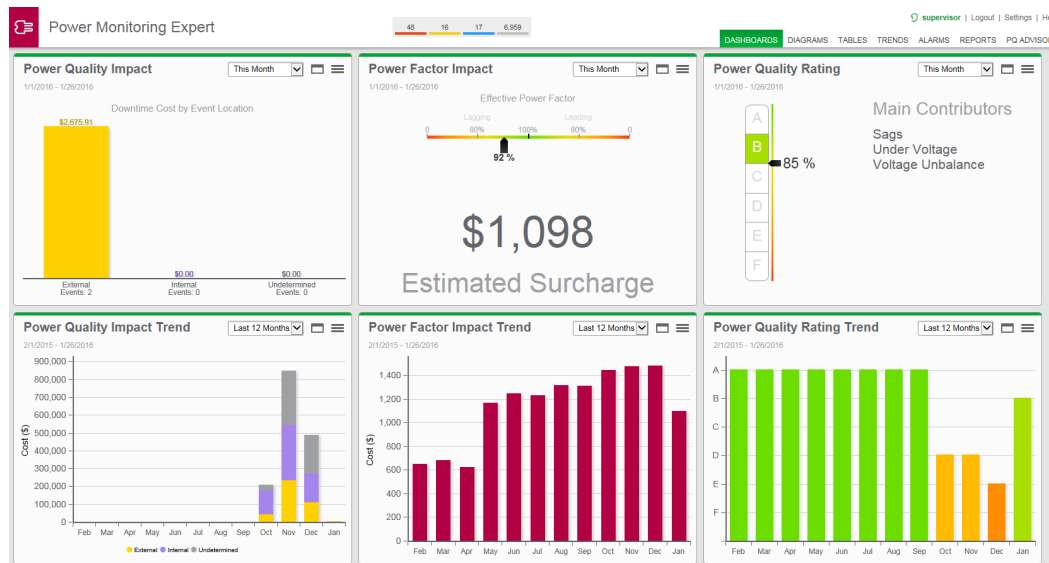 Power Monitoring Expert
48 16 17 6,959
supervisor | Logout | Settings | He
DASHBOARDS DIAGRAMS TABLES TRENDS ALARMS REPORTS PQ ADVISOR
Power Quality Impact
This Month
1/1/2016 - 1/26/2016
Downtime Cost by Event Location
$2,675.91
$0.00
$0.00
External
Events: 2
Internal
Events: 0
Undetermined
Events: 0
Power Factor Impact
This Month
1/1/2016 - 1/26/2016
Effective Power Factor
Lagging Leading
0 80% 100% 80% 0
92 %
$1,098
Estimated Surcharge
Power Quality Rating
This Month
1/1/2016 - 1/26/2016
A
B
C
D
E
F
85 %
Main Contributors
Sags
Under Voltage
Voltage Unbalance
Power Quality Impact Trend
Last 12 Months
2/1/2015 - 1/26/2016
Cost ($)
900,000
800,000
700,000
600,000
500,000
400,000
300,000
200,000
100,000
0
Feb Mar Apr May Jun Jul Aug Sep Oct Nov Dec Jan
External Internal Undetermined
Power Factor Impact Trend
Last 12 Months
2/1/2015 - 1/26/2016
Cost ($)
1,400
1,200
1,000
800
600
400
200
0
Feb Mar Apr May Jun Jul Aug Sep Oct Nov Dec Jan
Power Quality Rating Trend
Last 12 Months
2/1/2015 - 1/26/2016
A
B
C
D
E
F
Feb Mar Apr May Jun Jul Aug Sep Oct Nov Dec Jan